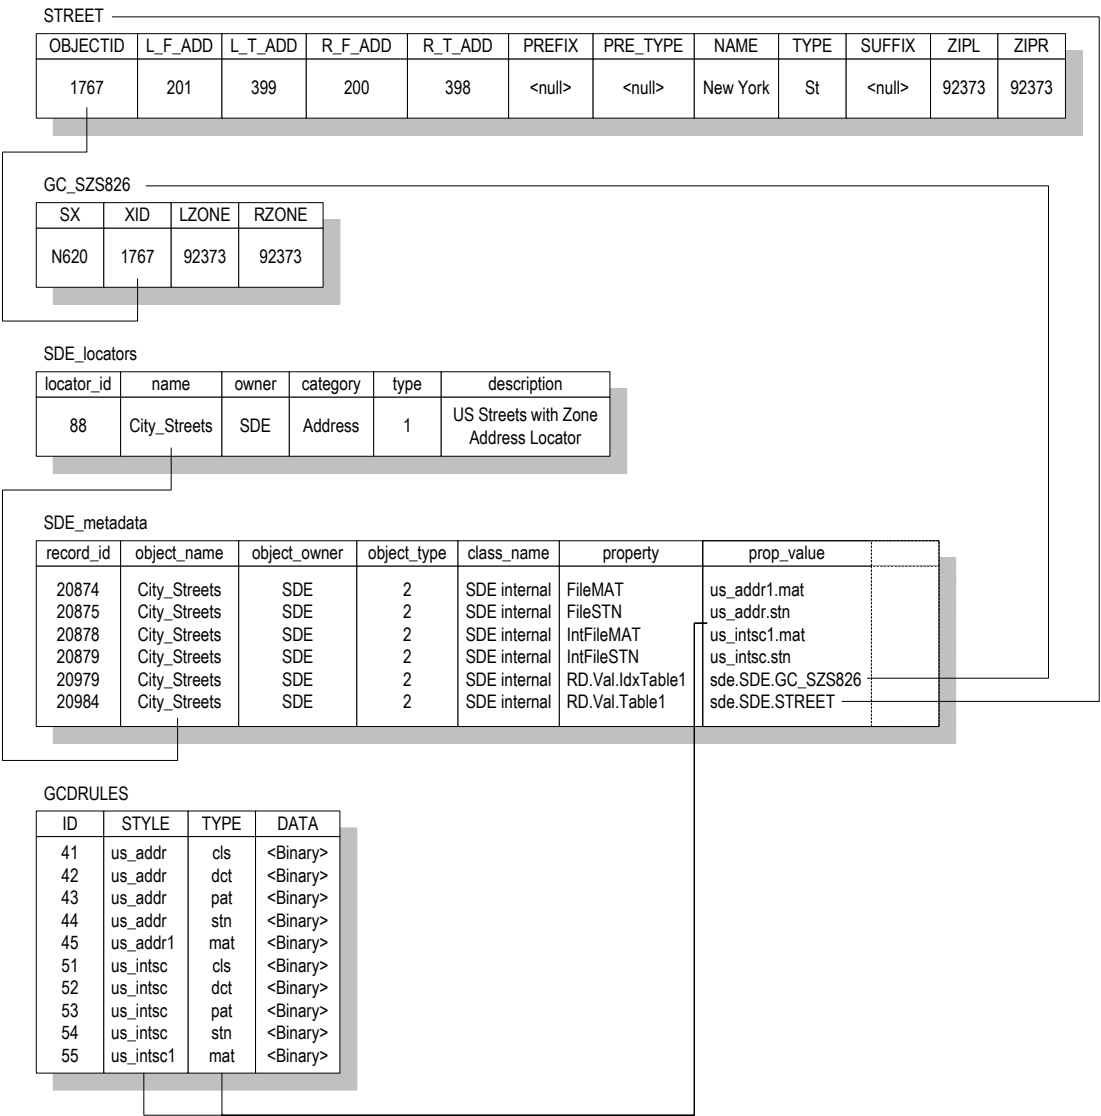 STREET
OBJECTID L_F_ADD L_T_ADD R_F_ADD R_T_ADD PREFIX PRE_TYPE NAME TYPE SUFFIX ZIPL ZIPR
1767 201 399 200 398 <null> <null> New York St <null> 92373 92373
GC_SZS826
SX XID LZONE RZONE
N620 1767 92373 92373
SDE_locators
locator_id name owner category type description
88 City_Streets SDE Address 1 US Streets with Zone
Address Locator
SDE_metadata
record_id object_name object_owner object_type class_name property prop_value
20874 City_Streets SDE 2 SDE internal FileMAT us_addr1.mat
20875 City_Streets SDE 2 SDE internal FileSTN us_addr.stn
20878 City_Streets SDE 2 SDE internal IntFileMAT us_intsc1.mat
20879 City_Streets SDE 2 SDE internal IntFileSTN us_intsc.stn
20979 City_Streets SDE 2 SDE internal RD.Val.IdxTable1 sde.SDE.GC_SZS826
20984 City_Streets SDE 2 SDE internal RD.Val.Table1 sde.SDE.STREET
GCDRULES
ID STYLE TYPE DATA
41 us_addr cls <Binary>
42 us_addr dct <Binary>
43 us_addr pat <Binary>
44 us_addr stn <Binary>
45 us_addr1 mat <Binary>
51 us_intsc cls <Binary>
52 us_intsc dct <Binary>
53 us_intsc pat <Binary>
54 us_intsc stn <Binary>
55 us_intsc1 mat <Binary>